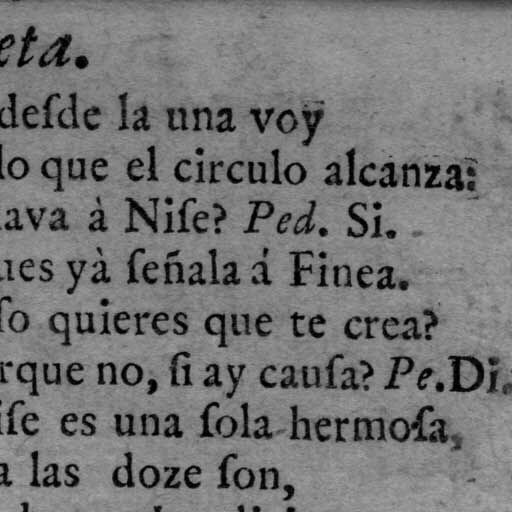 eta.
desde la una voy
lo que el circulo alcanza:
ava à Niſe? Ped. Si.
ues yà ſeñala á Finea.
ſo quieres que te crea?
rque no, ſi ay cauſa? Pe.Di.
iſe es una ſola hermoſa,
a las doze ſon,